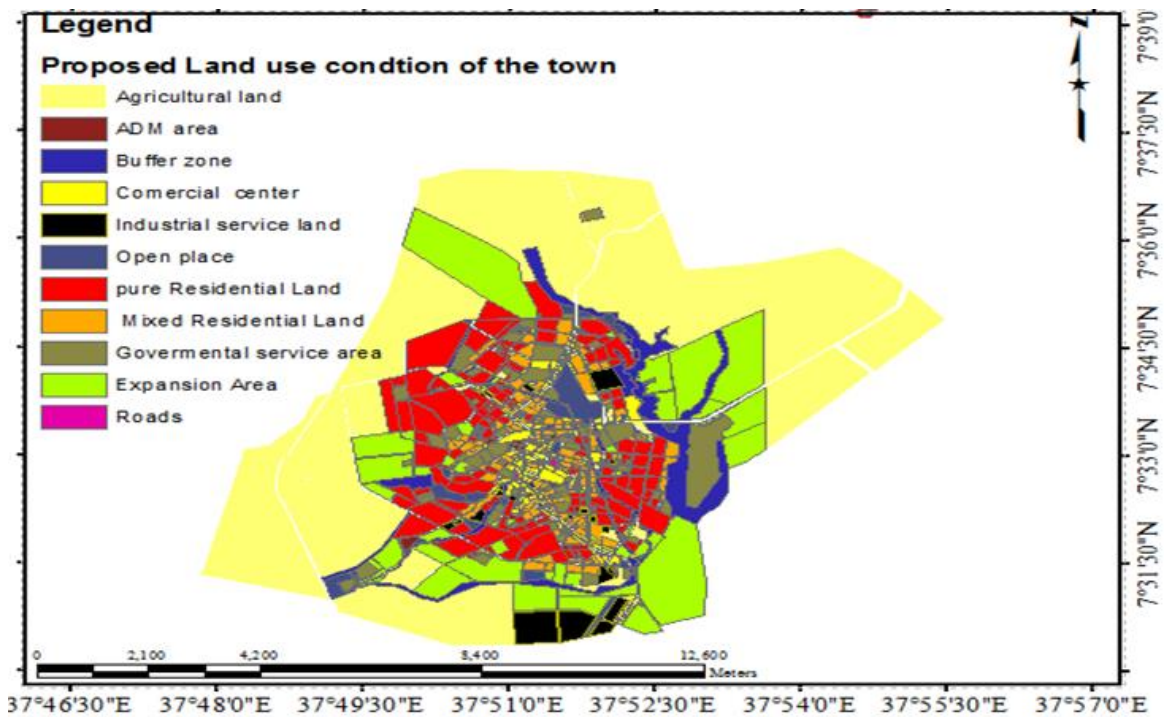 Legend
Proposed Land use condtion of the town
Agricultural land
ADM area
Buffer zone
Comercial center
Industrial service land
Open place
pure Residential Land
Mixed Residential Land
Govermental service area
Expansion Area
Roads
N
7°39'0
7°37'30"N
7°36'0"N
7°34'30"N
7°33'0"N
7°31'30"N
0 2,100 4,200 8,400 12,600
Meters
37°46'30"E 37°48'0"E 37°49'30"E 37°51'0"E 37°52'30"E 37°54'0"E 37°55'30"E 37°57'0"E